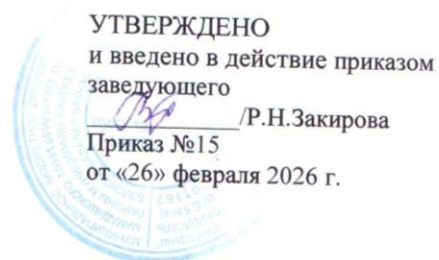 УТВЕРЖДЕНО
и введено в действие приказом
заведующего
/Р.Н.Закирова
Приказ №15
от «26» февраля 2026 г.